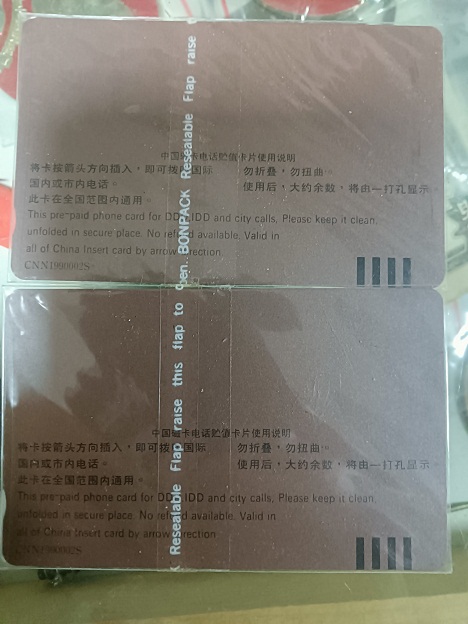 中国磁卡电话贮值卡片使用说明
将卡按箭头方向插入，即可拨 国际
国内或市内电话。
此卡在全国范围内通用。
勿折叠，勿扭曲。
使用后，大约余数，将由一打孔显示。
This pre-paid phone card for DDD, IDD and city calls, Please keep it clean,
unfolded in secure place. No refund available. Valid in
all of China Insert card by arrow direction
CNNI990002S
中国磁卡电话贮值卡片使用说明
将卡按箭头方向插入，即可拨 国际
国内或市内电话。
此卡在全国范围内通用。
勿折叠，勿扭曲。
使用后，大约余数，将由一打孔显示。
This pre-paid phone card for DDD, IDD and city calls, Please keep it clean,
unfolded in secure place. No refund available. Valid in
all of China Insert card by arrow direction
Resealable Flap raise this flap to open. BONPACK Resealable Flap raise